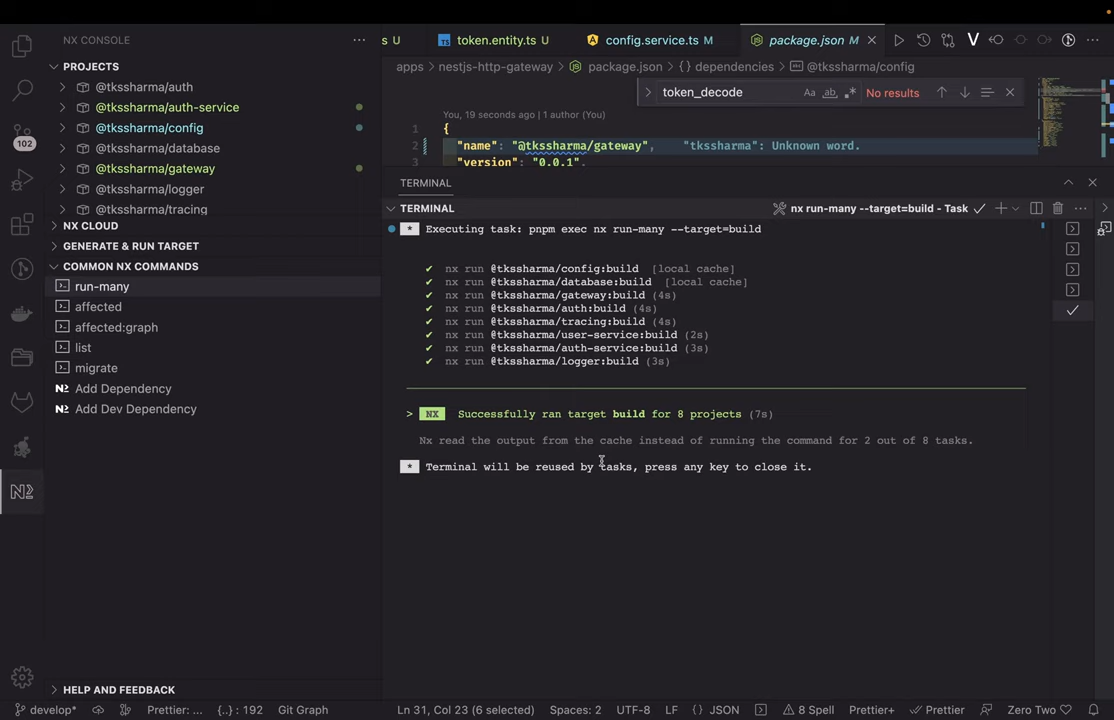 NX CONSOLE
PROJECTS
@tkssharma/auth
@tkssharma/auth-service
@tkssharma/config
@tkssharma/database
@tkssharma/gateway
@tkssharma/logger
@tkssharma/tracing
NX CLOUD
GENERATE & RUN TARGET
COMMON NX COMMANDS
run-many
affected
affected:graph
list
migrate
Add Dependency
Add Dev Dependency
HELP AND FEEDBACK
102
s U
TS token.entity.ts U
config.service.ts M
package.json M
apps > nestjs-http-gateway > package.json > { } dependencies > @tkssharma/config
token_decode Aa ab .* No results
You, 19 seconds ago | 1 author (You)
1 {
2 "name": "@tkssharma/gateway", "tkssharma": Unknown word.
"version": "0.0.1",
TERMINAL
TERMINAL
nx run-many --target=build - Task
* Executing task: pnpm exec nx run-many --target=build
✔ nx run @tkssharma/config:build [local cache]
✔ nx run @tkssharma/database:build [local cache]
✔ nx run @tkssharma/gateway:build (4s)
✔ nx run @tkssharma/auth:build (4s)
✔ nx run @tkssharma/tracing:build (4s)
✔ nx run @tkssharma/user-service:build (2s)
✔ nx run @tkssharma/auth-service:build (3s)
✔ nx run @tkssharma/logger:build (3s)
> NX Successfully ran target build for 8 projects (7s)
Nx read the output from the cache instead of running the command for 2 out of 8 tasks.
* Terminal will be reused by tasks, press any key to close it.
develop* Prettier: ... {..} : 192 Git Graph Ln 31, Col 23 (6 selected) Spaces: 2 UTF-8 LF { } JSON 8 Spell Prettier+ Prettier Zero Two